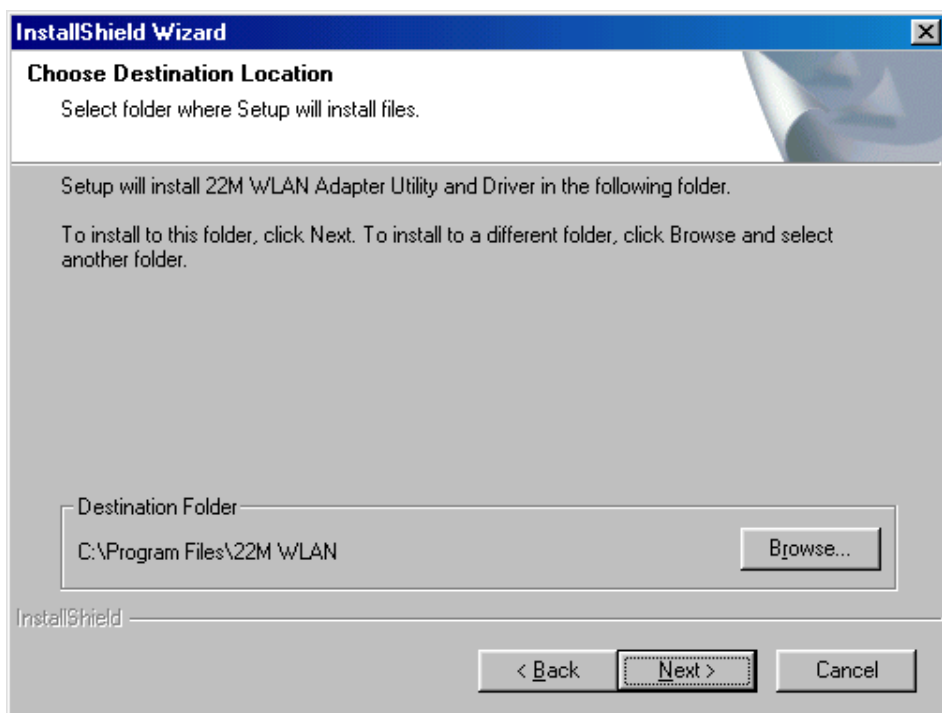 InstallShield Wizard
Choose Destination Location
Select folder where Setup will install files.
Setup will install 22M WLAN Adapter Utility and Driver in the following folder.
To install to this folder, click Next. To install to a different folder, click Browse and select
another folder.
Destination Folder
C:\Program Files\22M WLAN
Browse...
InstallShield
< Back
Next >
Cancel